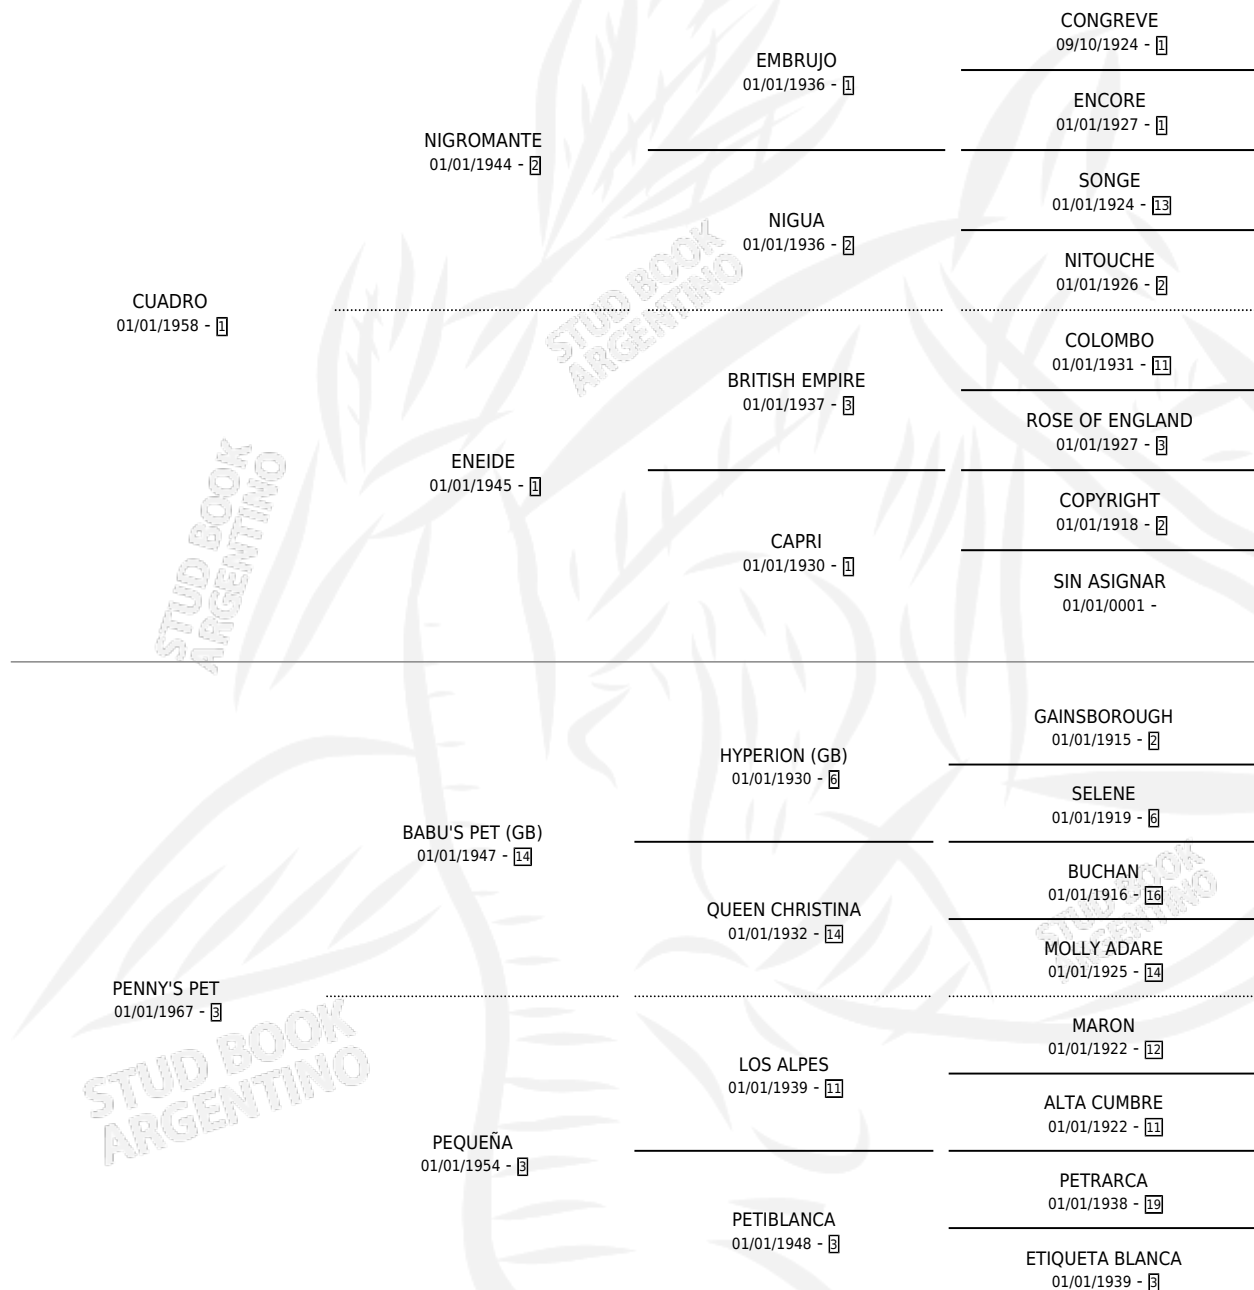 CUADRO
01/01/1958 - 1
NIGROMANTE
01/01/1944 - 2
EMBRUJO
01/01/1936 - 1
CONGREVE
09/10/1924 - 1
ENCORE
01/01/1927 - 1
NIGUA
01/01/1936 - 2
SONGE
01/01/1924 - 13
NITOUCHE
01/01/1926 - 2
ENEIDE
01/01/1945 - 1
BRITISH EMPIRE
01/01/1937 - 3
COLOMBO
01/01/1931 - 11
ROSE OF ENGLAND
01/01/1927 - 3
CAPRI
01/01/1930 - 1
COPYRIGHT
01/01/1918 - 2
SIN ASIGNAR
01/01/0001 -
PENNY'S PET
01/01/1967 - 3
BABU'S PET (GB)
01/01/1947 - 14
HYPERION (GB)
01/01/1930 - 6
GAINSBOROUGH
01/01/1915 - 2
SELENE
01/01/1919 - 6
QUEEN CHRISTINA
01/01/1932 - 14
BUCHAN
01/01/1916 - 16
MOLLY ADARE
01/01/1925 - 14
PEQUEÑA
01/01/1954 - 3
LOS ALPES
01/01/1939 - 11
MARON
01/01/1922 - 12
ALTA CUMBRE
01/01/1922 - 11
PETIBLANCA
01/01/1948 - 3
PETRARCA
01/01/1938 - 19
ETIQUETA BLANCA
01/01/1939 - 3
STUD BOOK
ARGENTINO
STUD BOOK
ARGENTINO
STUD BOOK
ARGENTINO
STUD BOOK
ARGENTINO